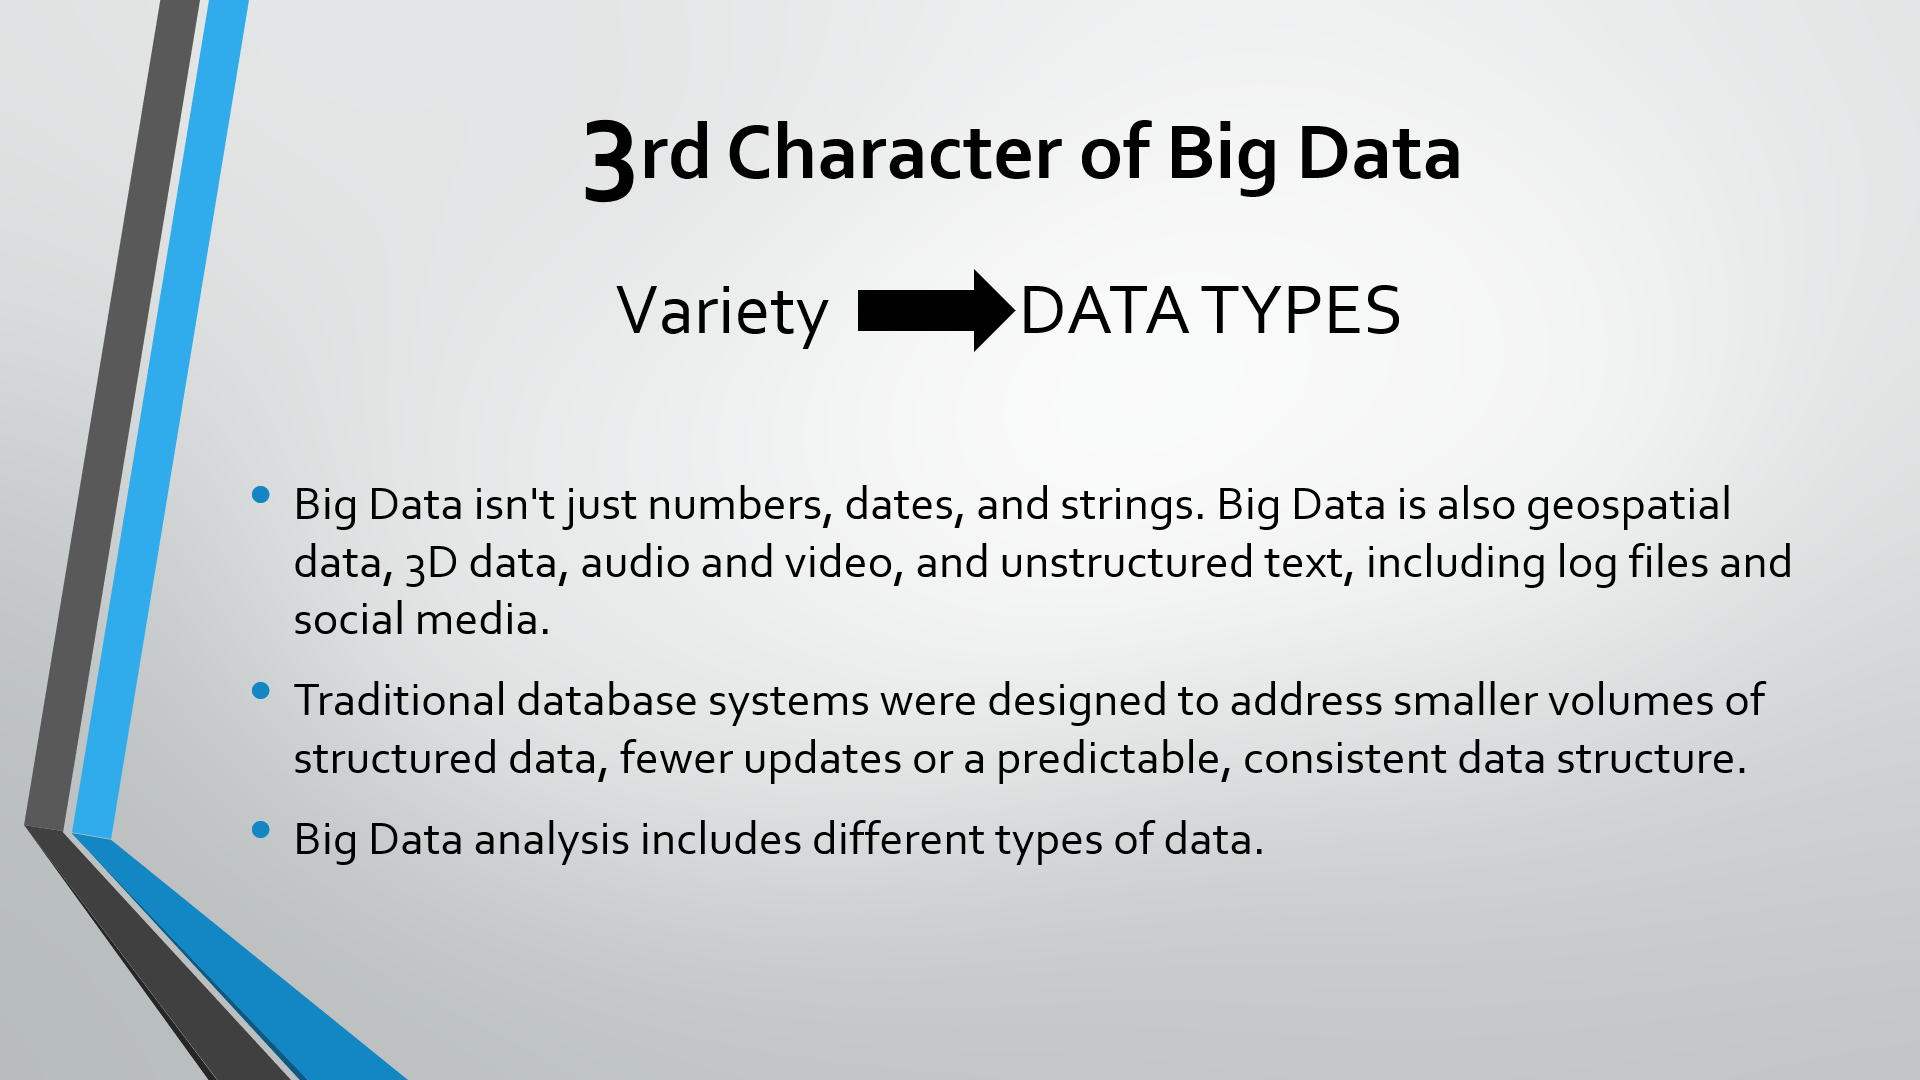 3rd Character of Big Data
Variety DATA TYPES
• Big Data isn't just numbers, dates, and strings. Big Data is also geospatial
data, 3D data, audio and video, and unstructured text, including log files and
social media.
• Traditional database systems were designed to address smaller volumes of
structured data, fewer updates or a predictable, consistent data structure.
• Big Data analysis includes different types of data.